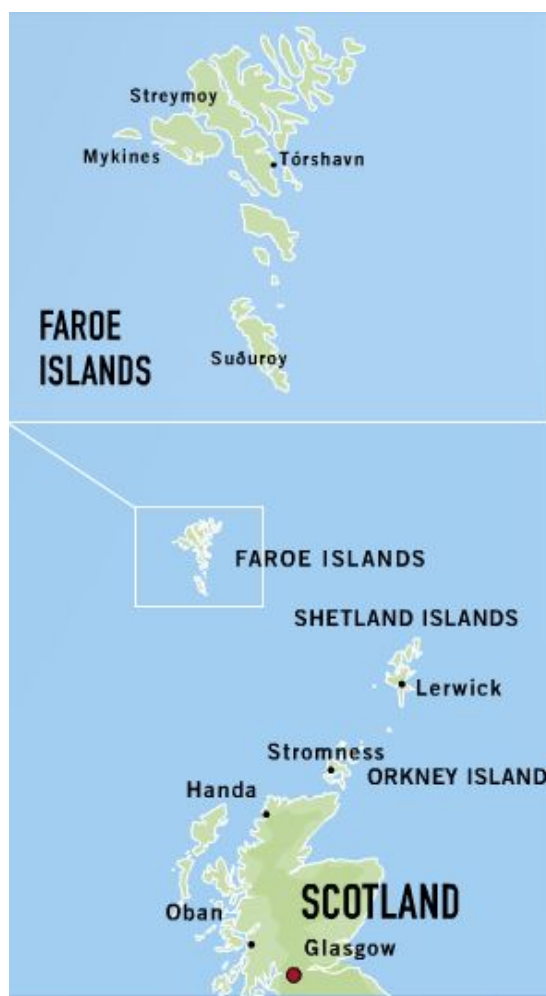 Streymoy
Mykines
Tórshavn
FAROE
ISLANDS
Suðuroy
FAROE ISLANDS
SHETLAND ISLANDS
Lerwick
Stromness
ORKNEY ISLAND
Handa
SCOTLAND
Oban
Glasgow